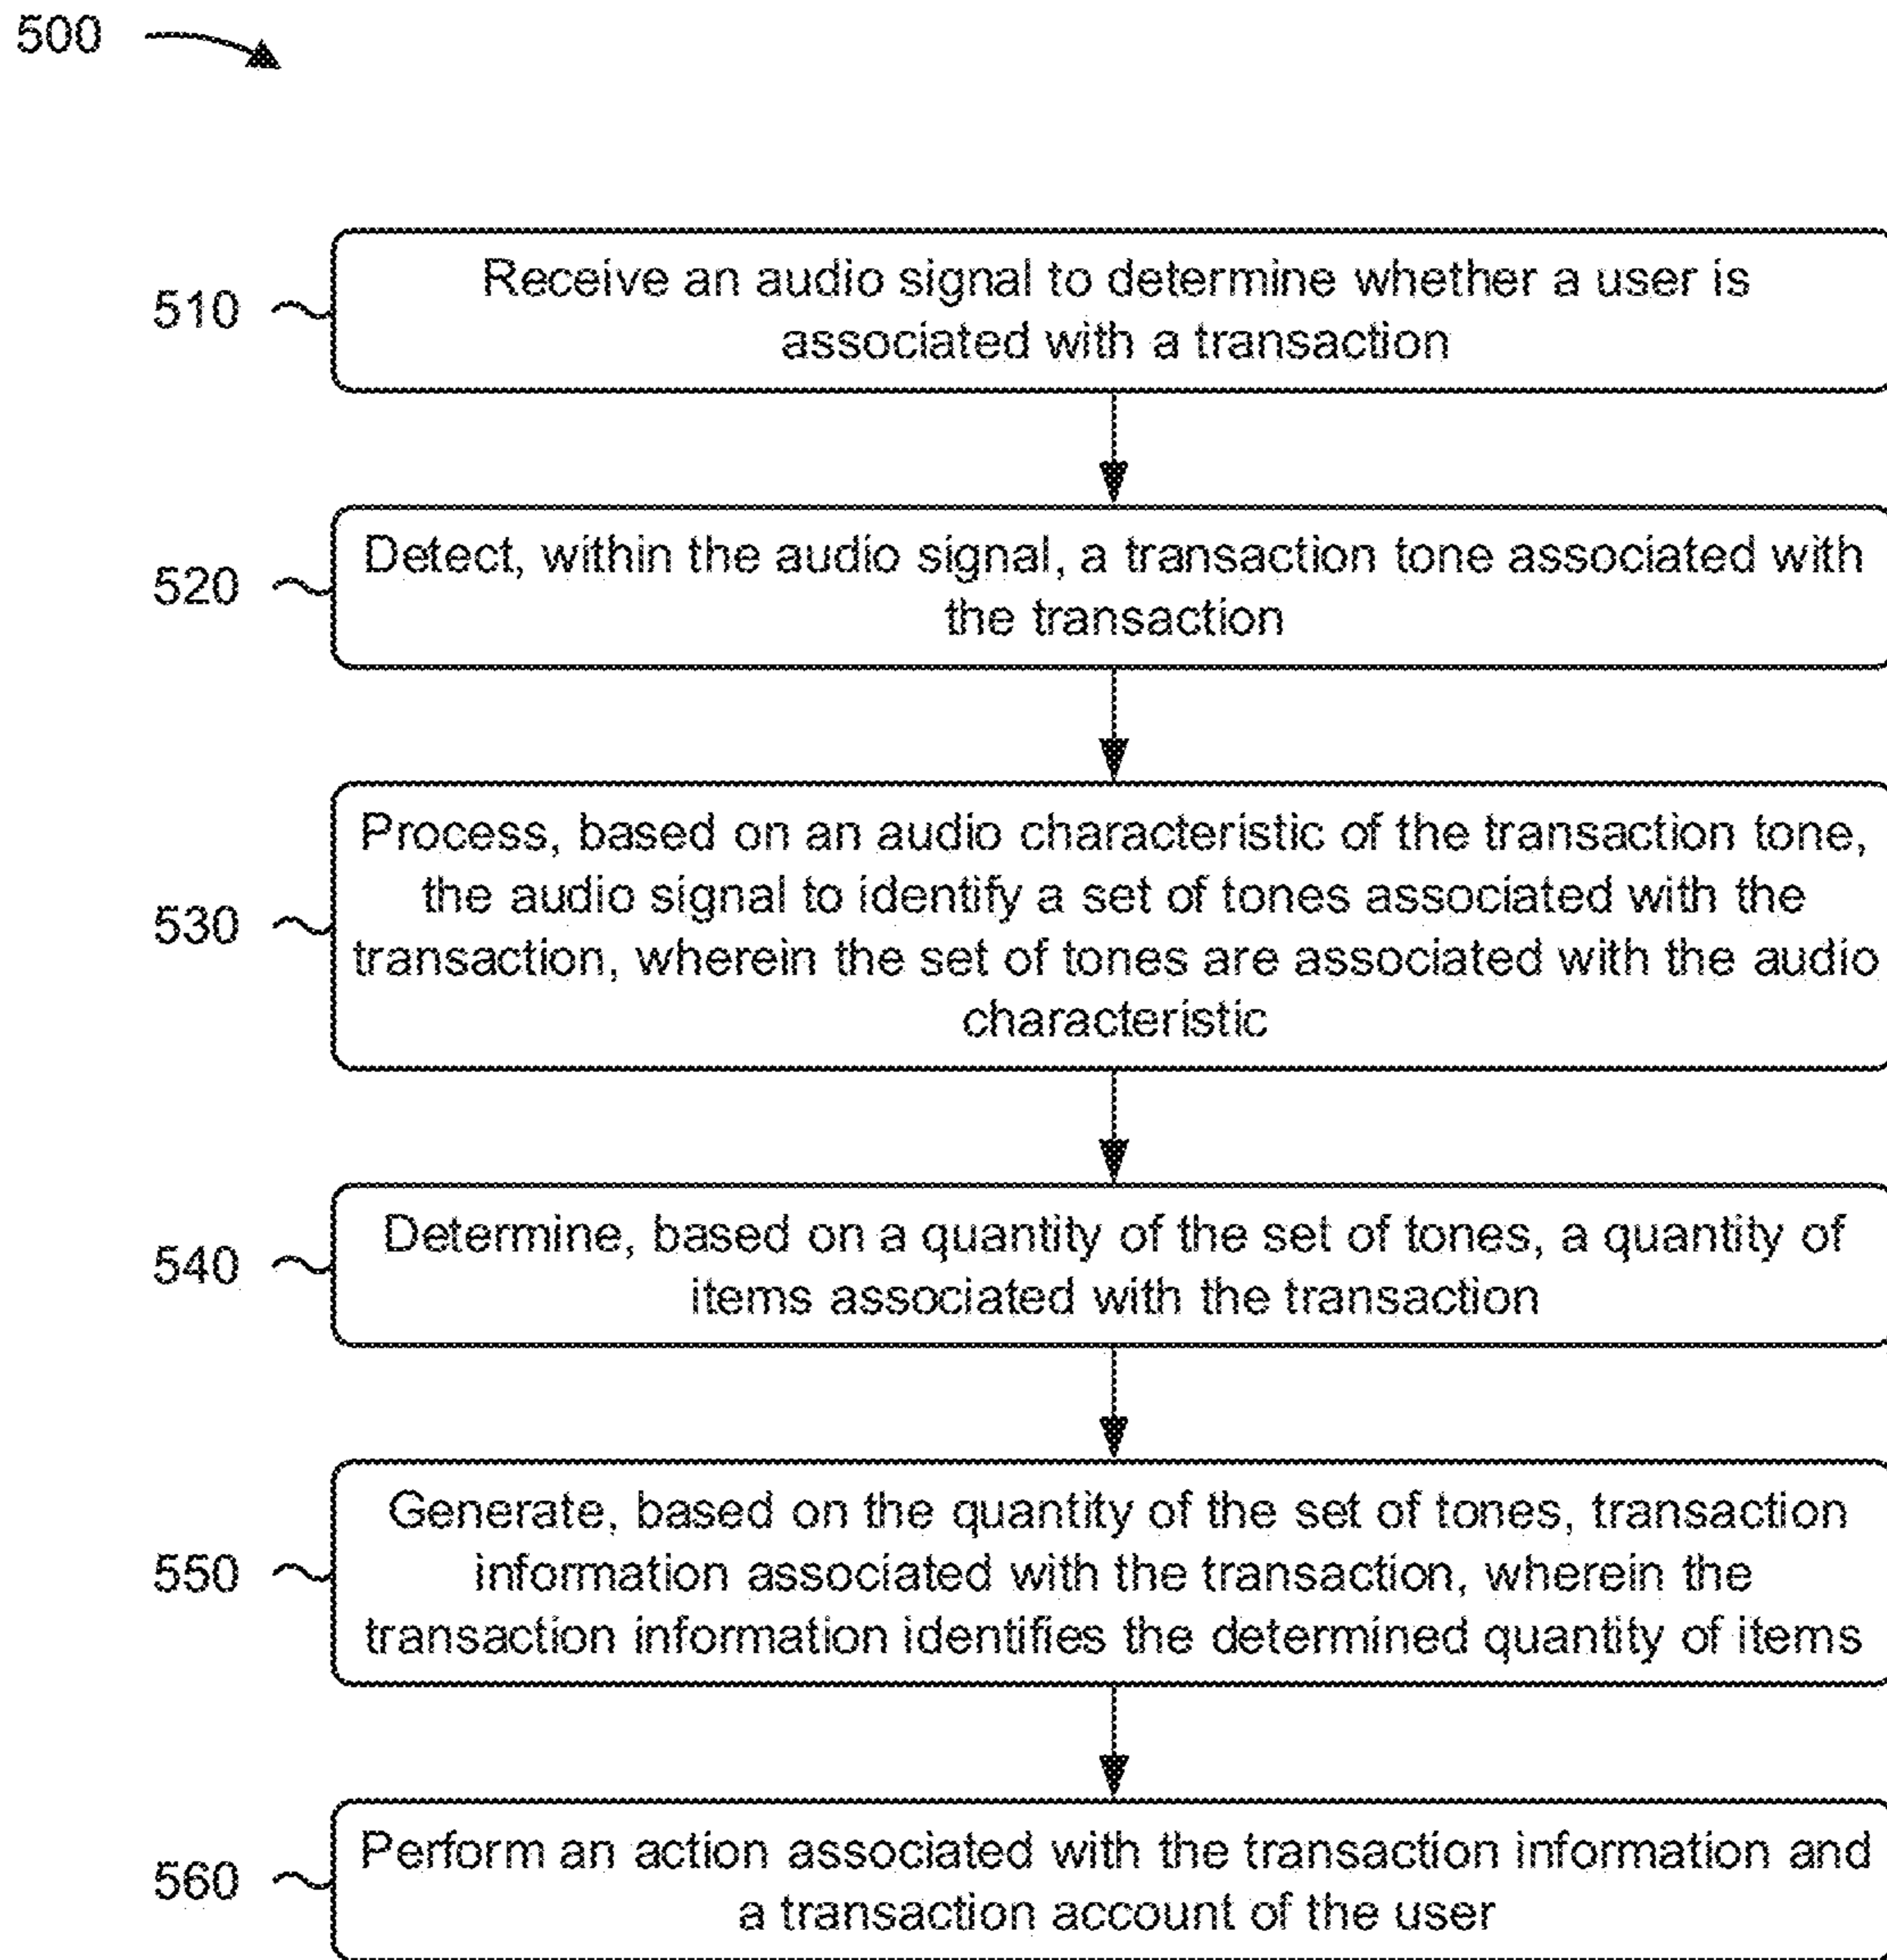 500
510
Receive an audio signal to determine whether a user is
associated with a transaction
520
Detect, within the audio signal, a transaction tone associated with
the transaction
530
Process, based on an audio characteristic of the transaction tone,
the audio signal to identify a set of tones associated with the
transaction, wherein the set of tones are associated with the audio
characteristic
540
Determine, based on a quantity of the set of tones, a quantity of
items associated with the transaction
550
Generate, based on the quantity of the set of tones, transaction
information associated with the transaction, wherein the
transaction information identifies the determined quantity of items
560
Perform an action associated with the transaction information and
a transaction account of the user